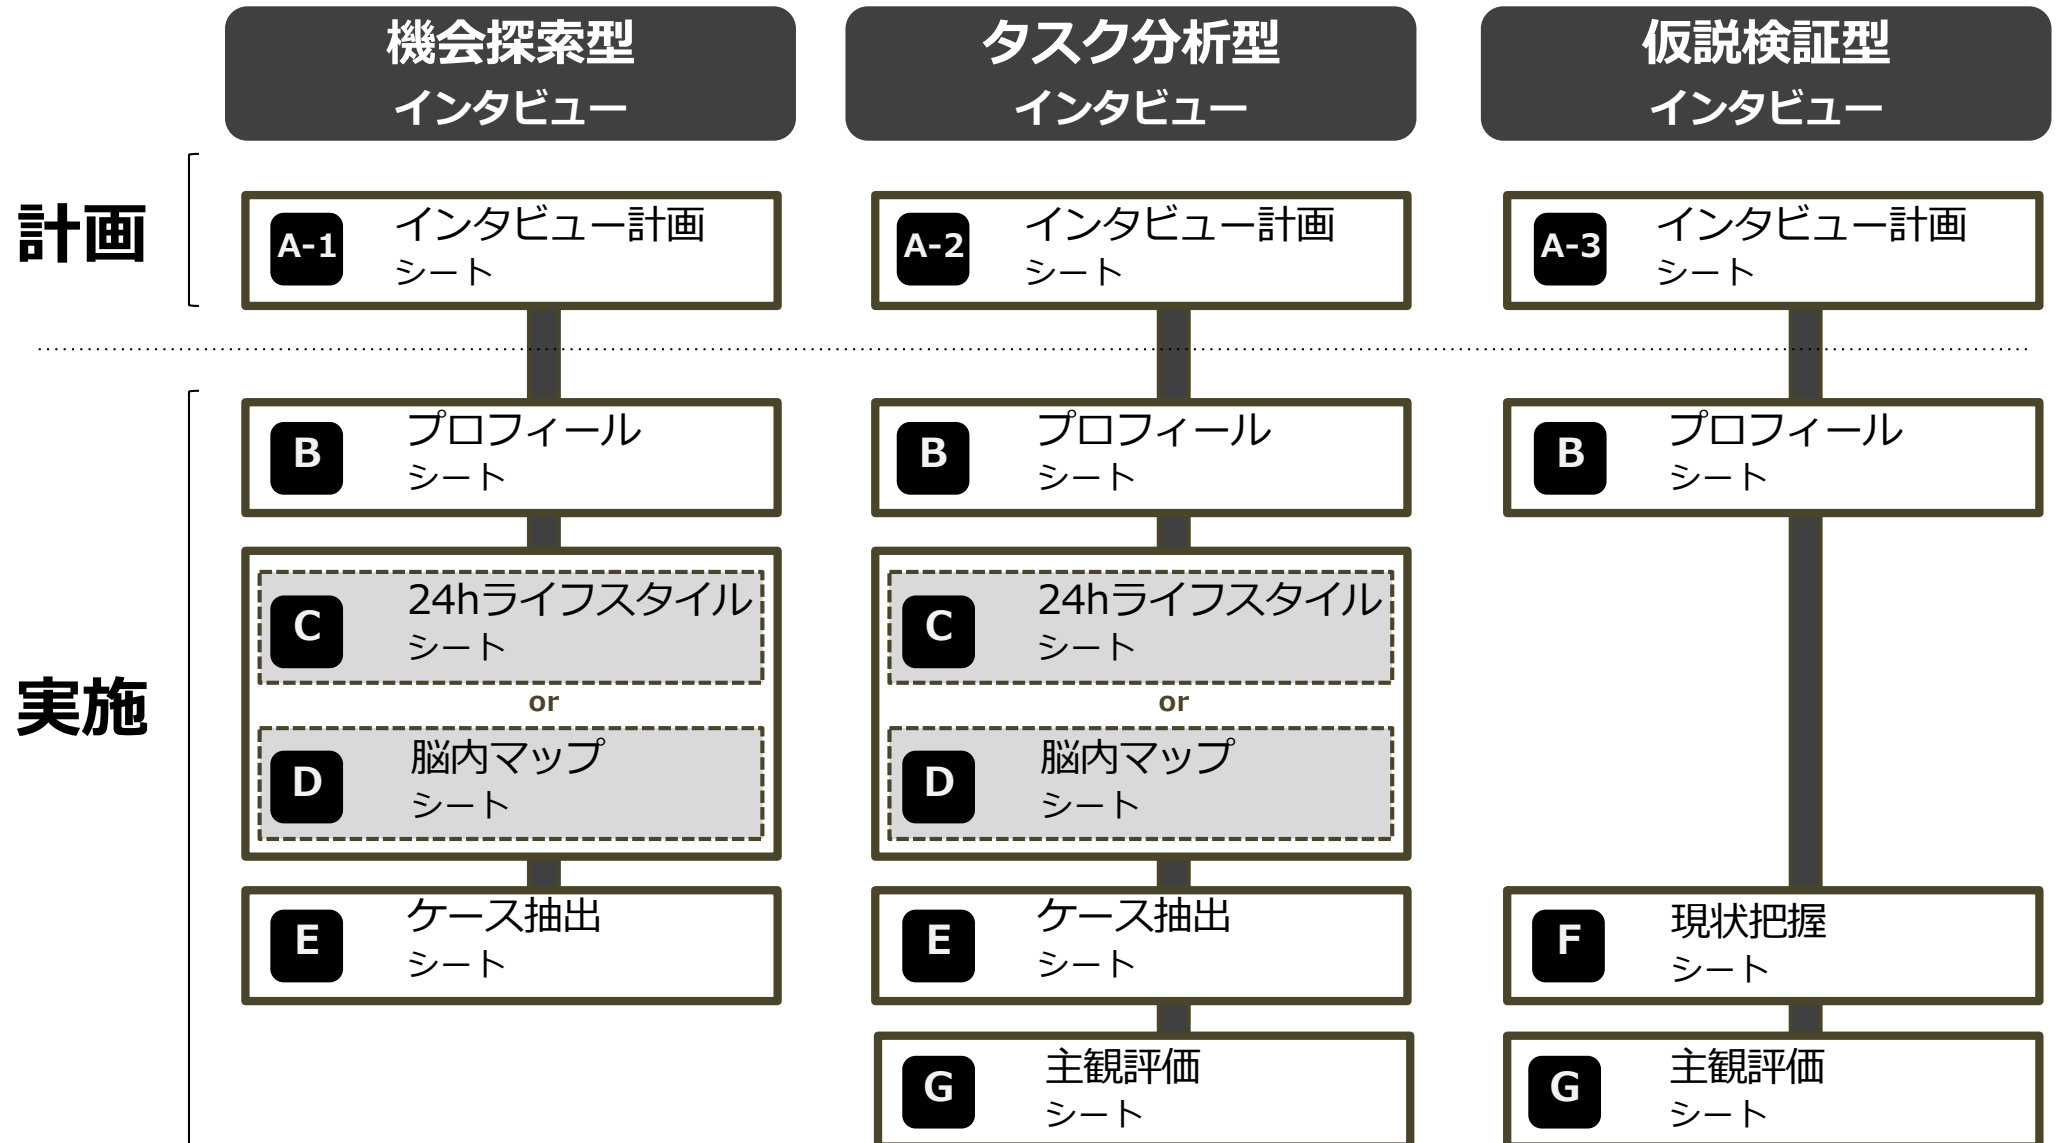 機会探索型
インタビュー
タスク分析型
インタビュー
仮説検証型
インタビュー
計画
A-1
インタビュー計画
シート
A-2
インタビュー計画
シート
A-3
インタビュー計画
シート
実施
B
プロフィール
シート
B
プロフィール
シート
B
プロフィール
シート
C
24hライフスタイル
シート
or
D
脳内マップ
シート
C
24hライフスタイル
シート
or
D
脳内マップ
シート
E
ケース抽出
シート
E
ケース抽出
シート
F
現状把握
シート
G
主観評価
シート
G
主観評価
シート